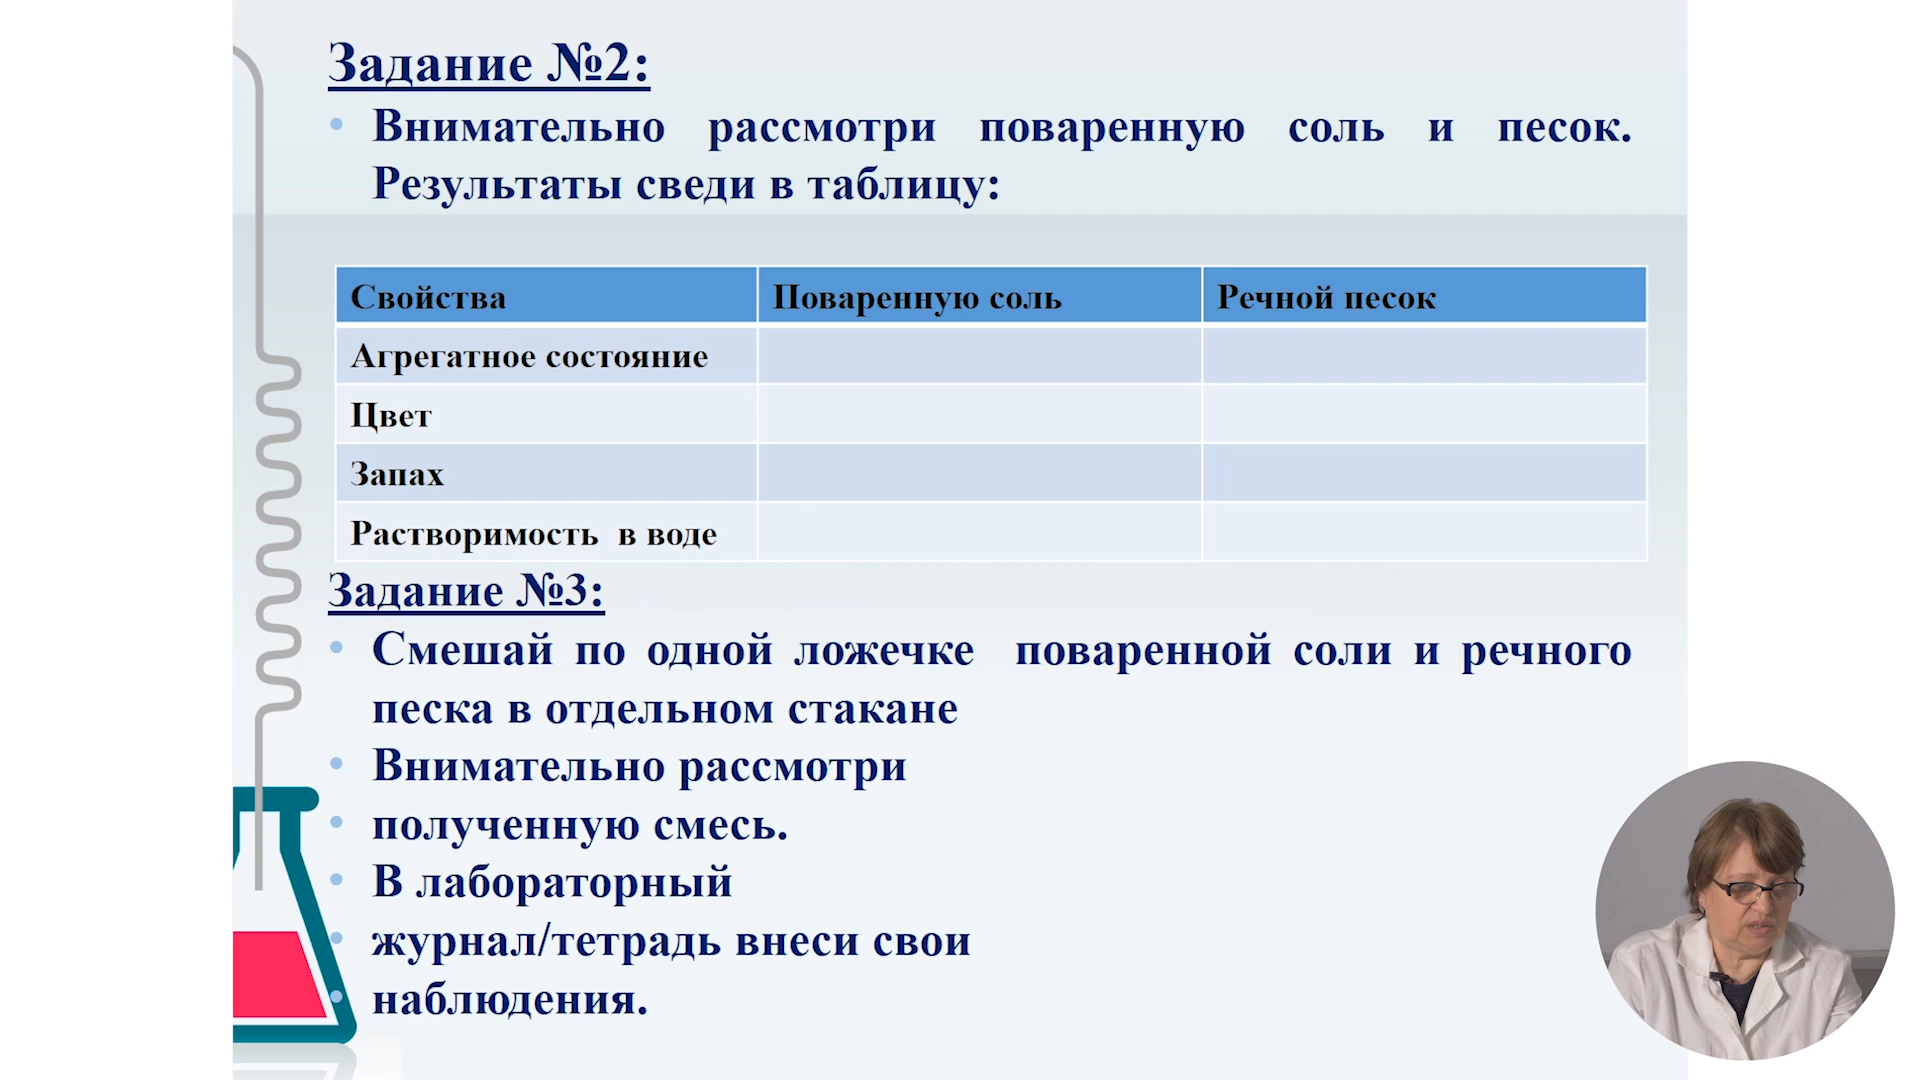 Задание №2:
Внимательно рассмотри поваренную соль и песок.
Результаты сведи в таблицу:
Свойства Поваренную соль Речной песок
Агрегатное состояние
Цвет
Запах
Растворимость в воде
Задание №3:
Смешай по одной ложечке поваренной соли и речного
песка в отдельном стакане
Внимательно рассмотри
полученную смесь.
В лабораторный
журнал/тетрадь внеси свои
наблюдения.